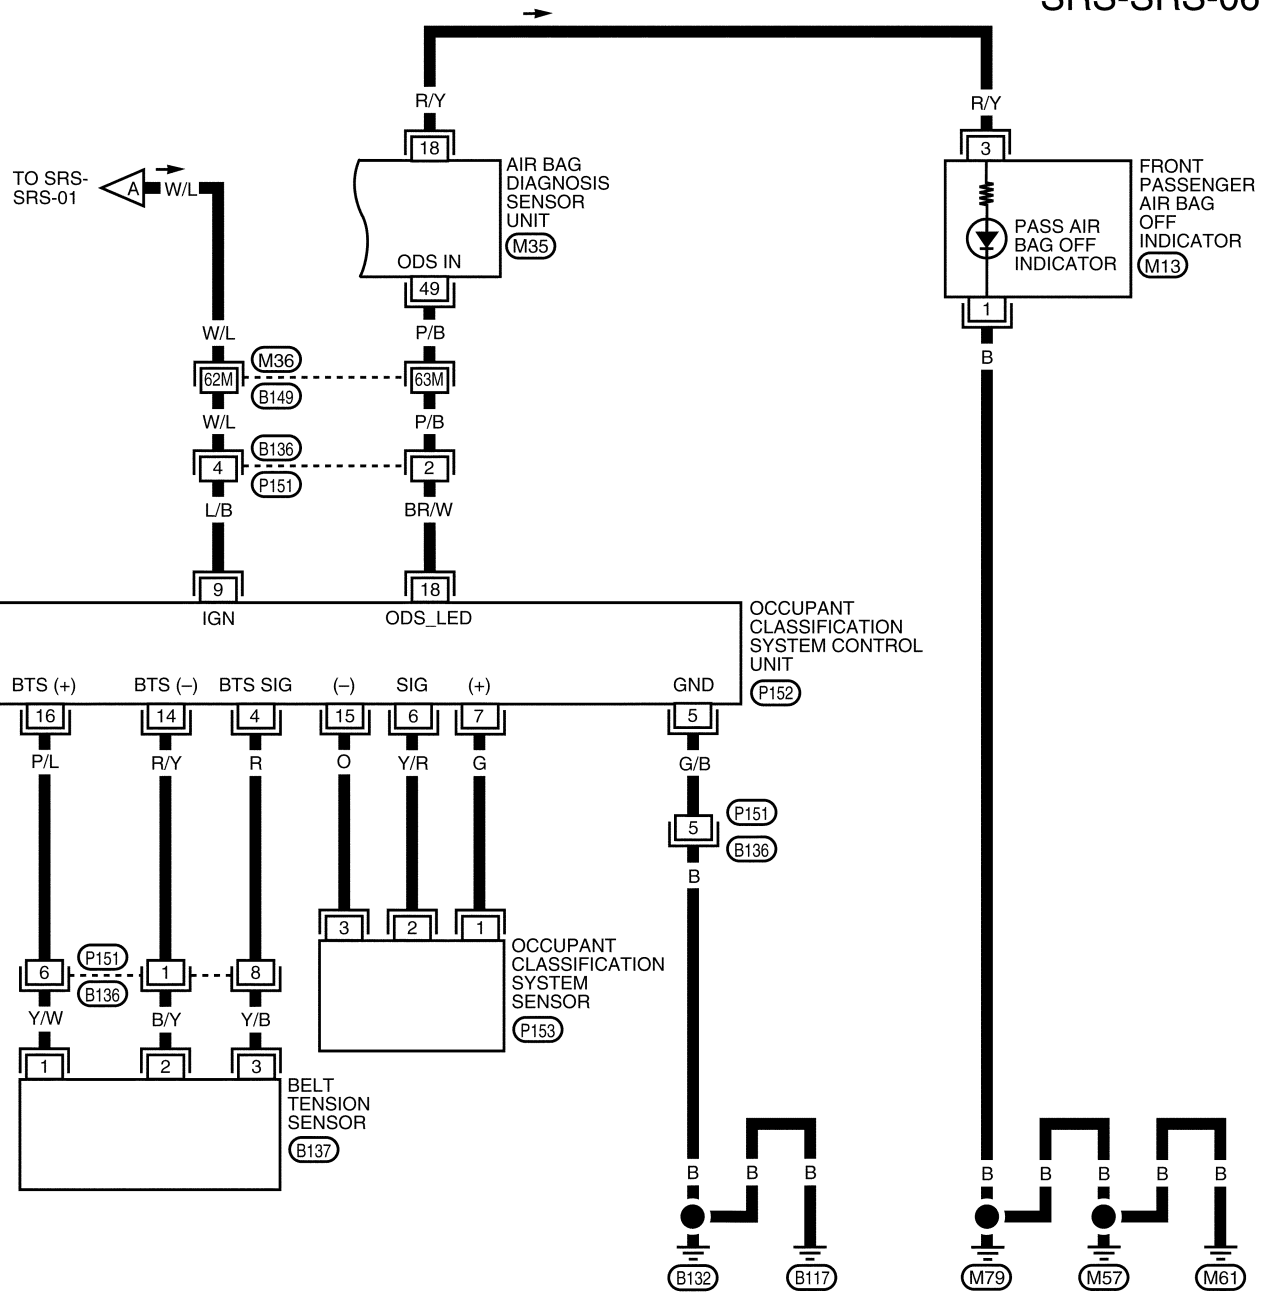 SRS-SRS-06
R/Y
R/Y
18
3
TO SRS-
SRS-01
A
W/L
AIR BAG
DIAGNOSIS
SENSOR
UNIT
M35
ODS IN
49
FRONT
PASSENGER
AIR BAG
OFF
INDICATOR
M13
PASS AIR
BAG OFF
INDICATOR
1
W/L
P/B
B
M36
62M
63M
B149
W/L
P/B
B136
4
2
P151
L/B
BR/W
9
18
IGN
ODS_LED
OCCUPANT
CLASSIFICATION
SYSTEM CONTROL
UNIT
P152
BTS (+)
BTS (–)
BTS SIG
(–)
SIG
(+)
GND
16
14
4
15
6
7
5
P/L
R/Y
R
O
Y/R
G
G/B
5
P151
B136
B
3
2
1
OCCUPANT
CLASSIFICATION
SYSTEM
SENSOR
P153
6
P151
B136
1
8
Y/W
B/Y
Y/B
1
2
3
BELT
TENSION
SENSOR
B137
B
B
B
B
B
B
B
B
B132
B117
M79
M57
M61